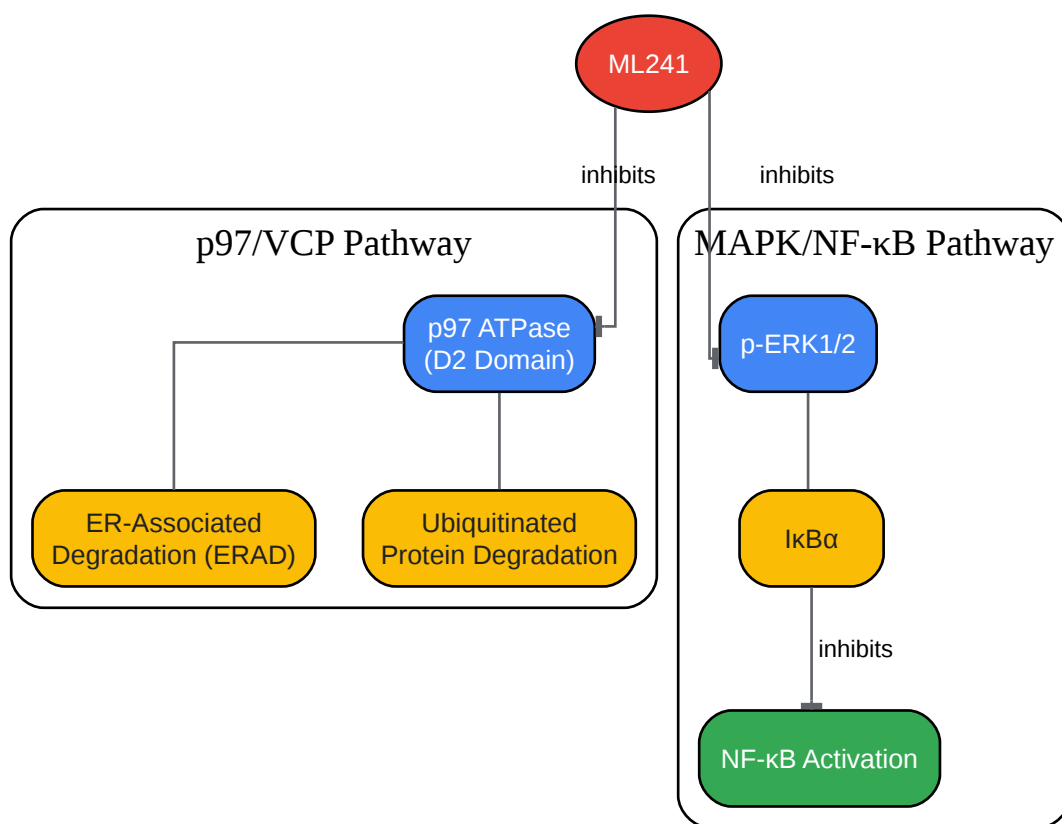 ML241
inhibits
inhibits
p97/VCP Pathway
MAPK/NF-κB Pathway
p97 ATPase
(D2 Domain)
p-ERK1/2
ER-Associated
Degradation (ERAD)
Ubiquitinated
Protein Degradation
IκBα
inhibits
NF-κB Activation